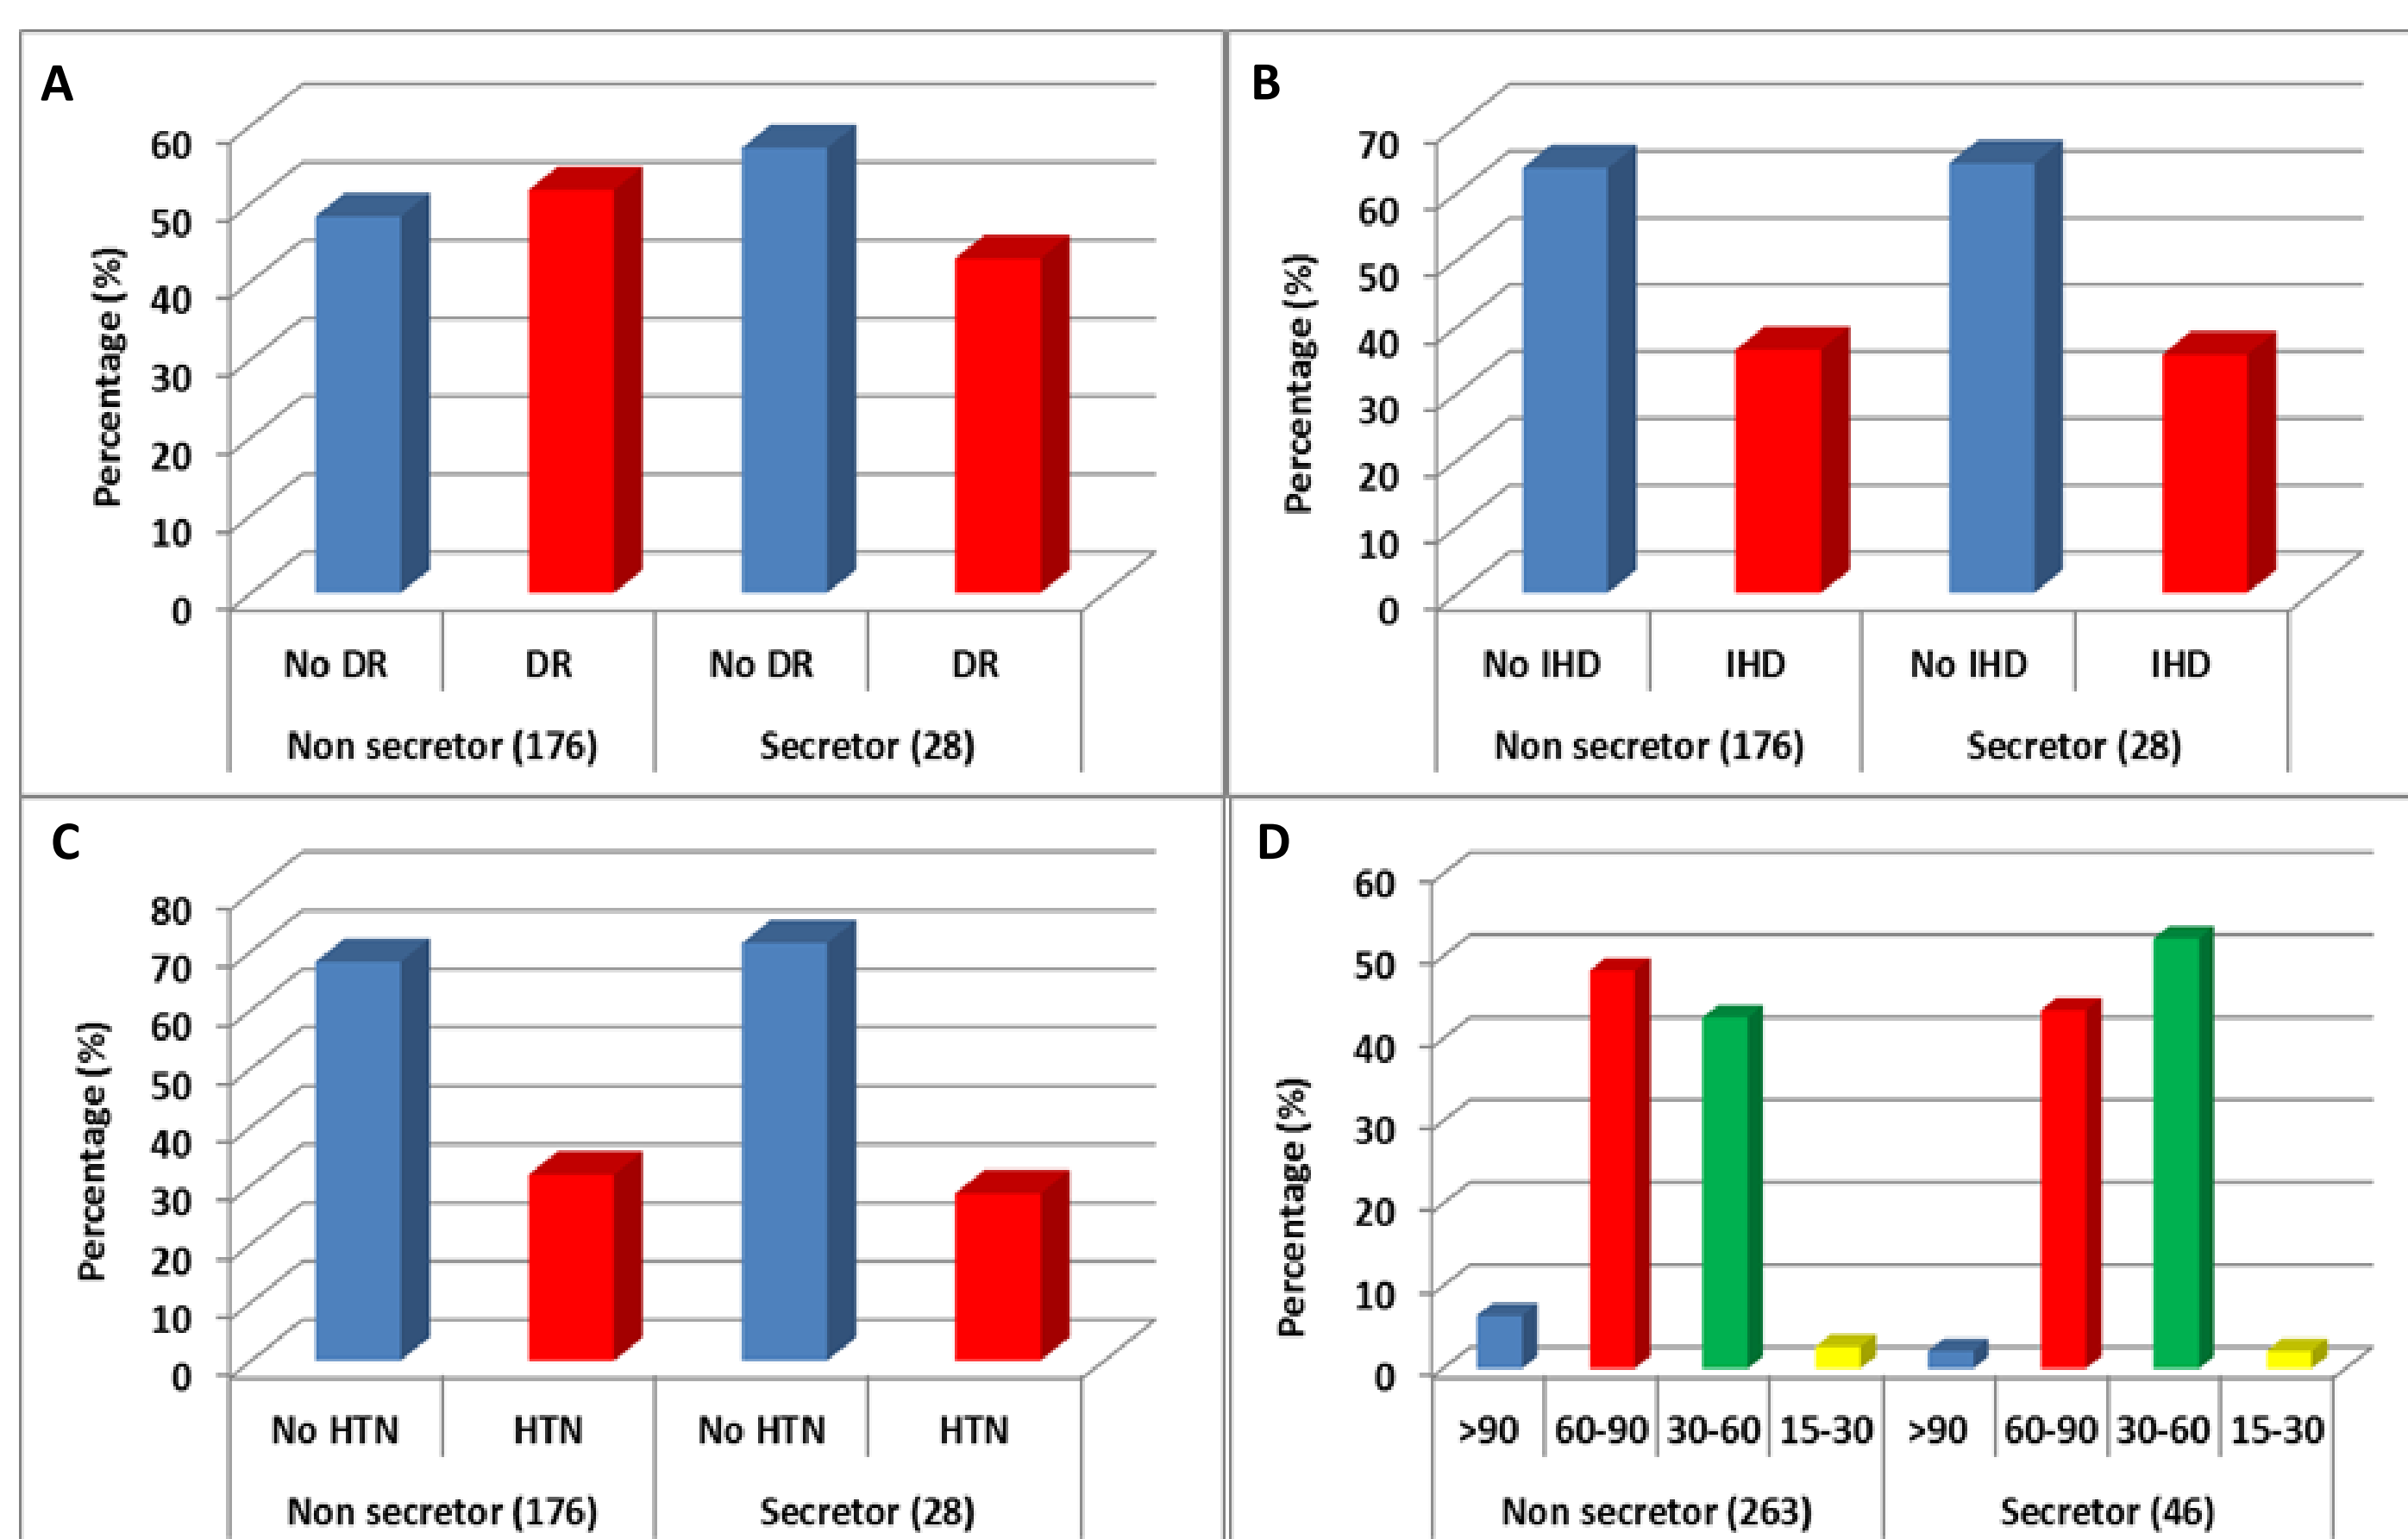 A
60
50
40
30
20
10
0
Percentage (%)
No DR DR No DR DR
Non secretor (176) Secretor (28)
B
70
60
50
40
30
20
10
0
Percentage (%)
No IHD IHD No IHD IHD
Non secretor (176) Secretor (28)
C
80
70
60
50
40
30
20
10
0
Percentage (%)
No HTN HTN No HTN HTN
Non secretor (176) Secretor (28)
D
60
50
40
30
20
10
0
Percentage (%)
>90 60-90 30-60 15-30 >90 60-90 30-60 15-30
Non secretor (263) Secretor (46)